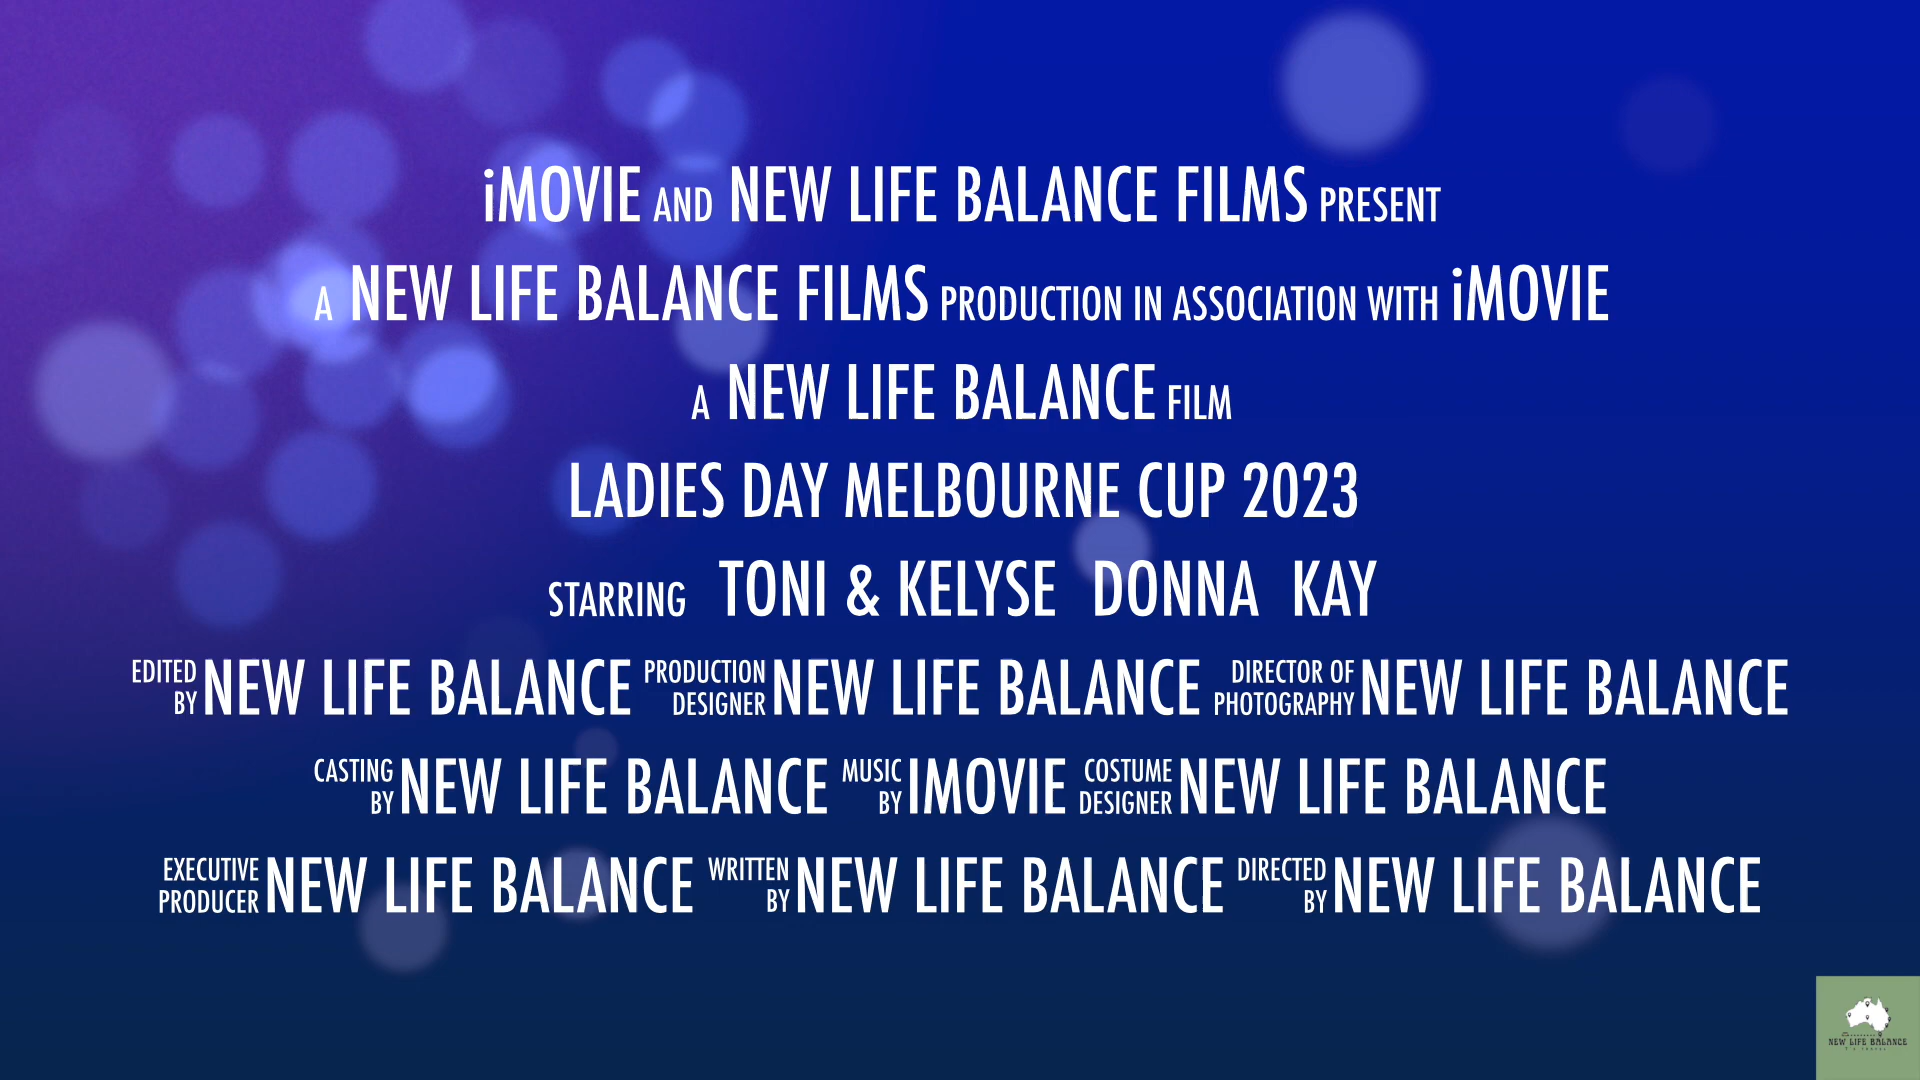 iMOVIE AND NEW LIFE BALANCE FILMS PRESENT
A NEW LIFE BALANCE FILMS PRODUCTION IN ASSOCIATION WITH iMOVIE
A NEW LIFE BALANCE FILM
LADIES DAY MELBOURNE CUP 2023
STARRING TONI & KELYSE DONNA KAY
EDITED BY NEW LIFE BALANCE PRODUCTION DESIGNER NEW LIFE BALANCE DIRECTOR OF PHOTOGRAPHY NEW LIFE BALANCE
CASTING BY NEW LIFE BALANCE MUSIC BY IMOVIE COSTUME DESIGNER NEW LIFE BALANCE
EXECUTIVE PRODUCER NEW LIFE BALANCE WRITTEN BY NEW LIFE BALANCE DIRECTED BY NEW LIFE BALANCE
NEW LIFE BALANCE